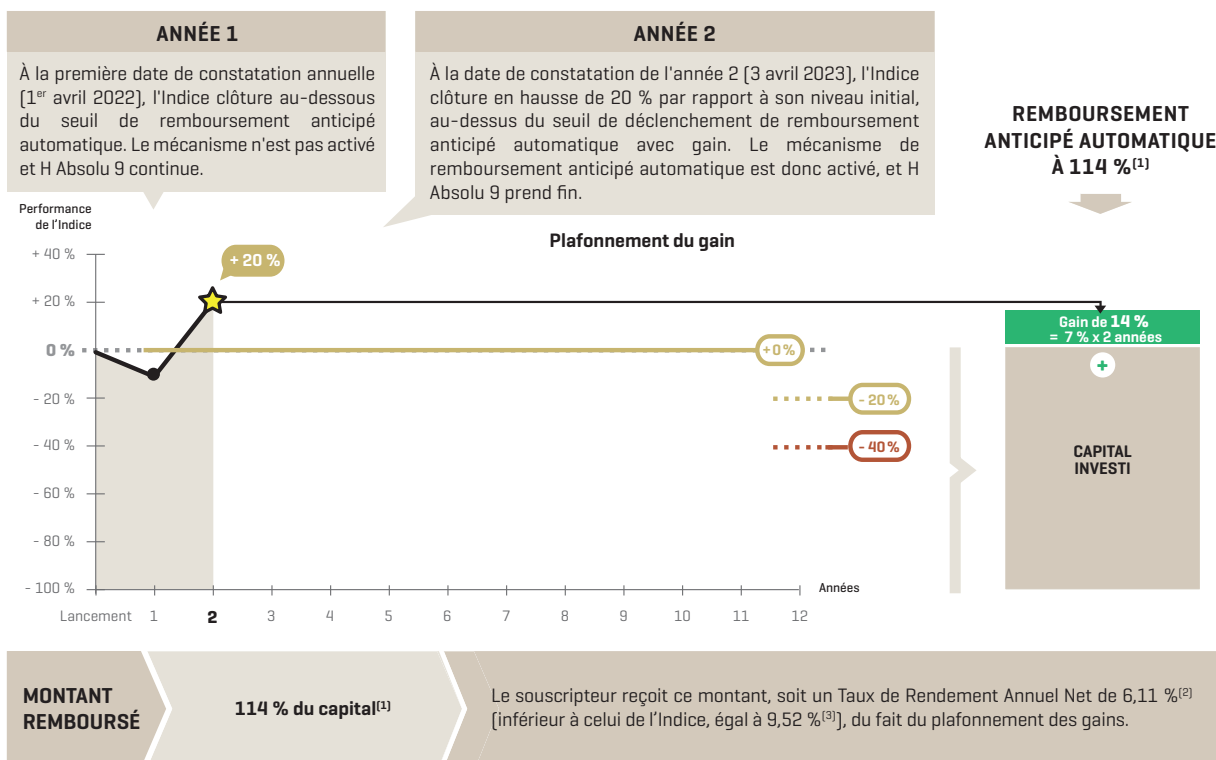 ANNÉE 1
À la première date de constatation annuelle
(1er avril 2022), l'Indice clôture au-dessous
du seuil de remboursement anticipé
automatique. Le mécanisme n'est pas activé
et H Absolu 9 continue.
ANNÉE 2
À la date de constatation de l'année 2 (3 avril 2023), l'Indice
clôture en hausse de 20 % par rapport à son niveau initial,
au-dessus du seuil de déclenchement de remboursement
anticipé automatique avec gain. Le mécanisme de
remboursement anticipé automatique est donc activé, et H
Absolu 9 prend fin.
REMBOURSEMENT
ANTICIPÉ AUTOMATIQUE
À 114 %(1)
Performance
de l'Indice
Plafonnement du gain
+ 40 %
+ 20 %
0 %
- 20 %
- 40 %
- 60 %
- 80 %
- 100 %
+ 20 %
+0 %
- 20 %
- 40%
Gain de 14 %
= 7 % x 2 années
+
CAPITAL
INVESTI
Années
Lancement 1 2 3 4 5 6 7 8 9 10 11 12
MONTANT
REMBOURSÉ
114 % du capital(1)
Le souscripteur reçoit ce montant, soit un Taux de Rendement Annuel Net de 6,11 %(2)
(inférieur à celui de l'Indice, égal à 9,52 %(3)), du fait du plafonnement des gains.